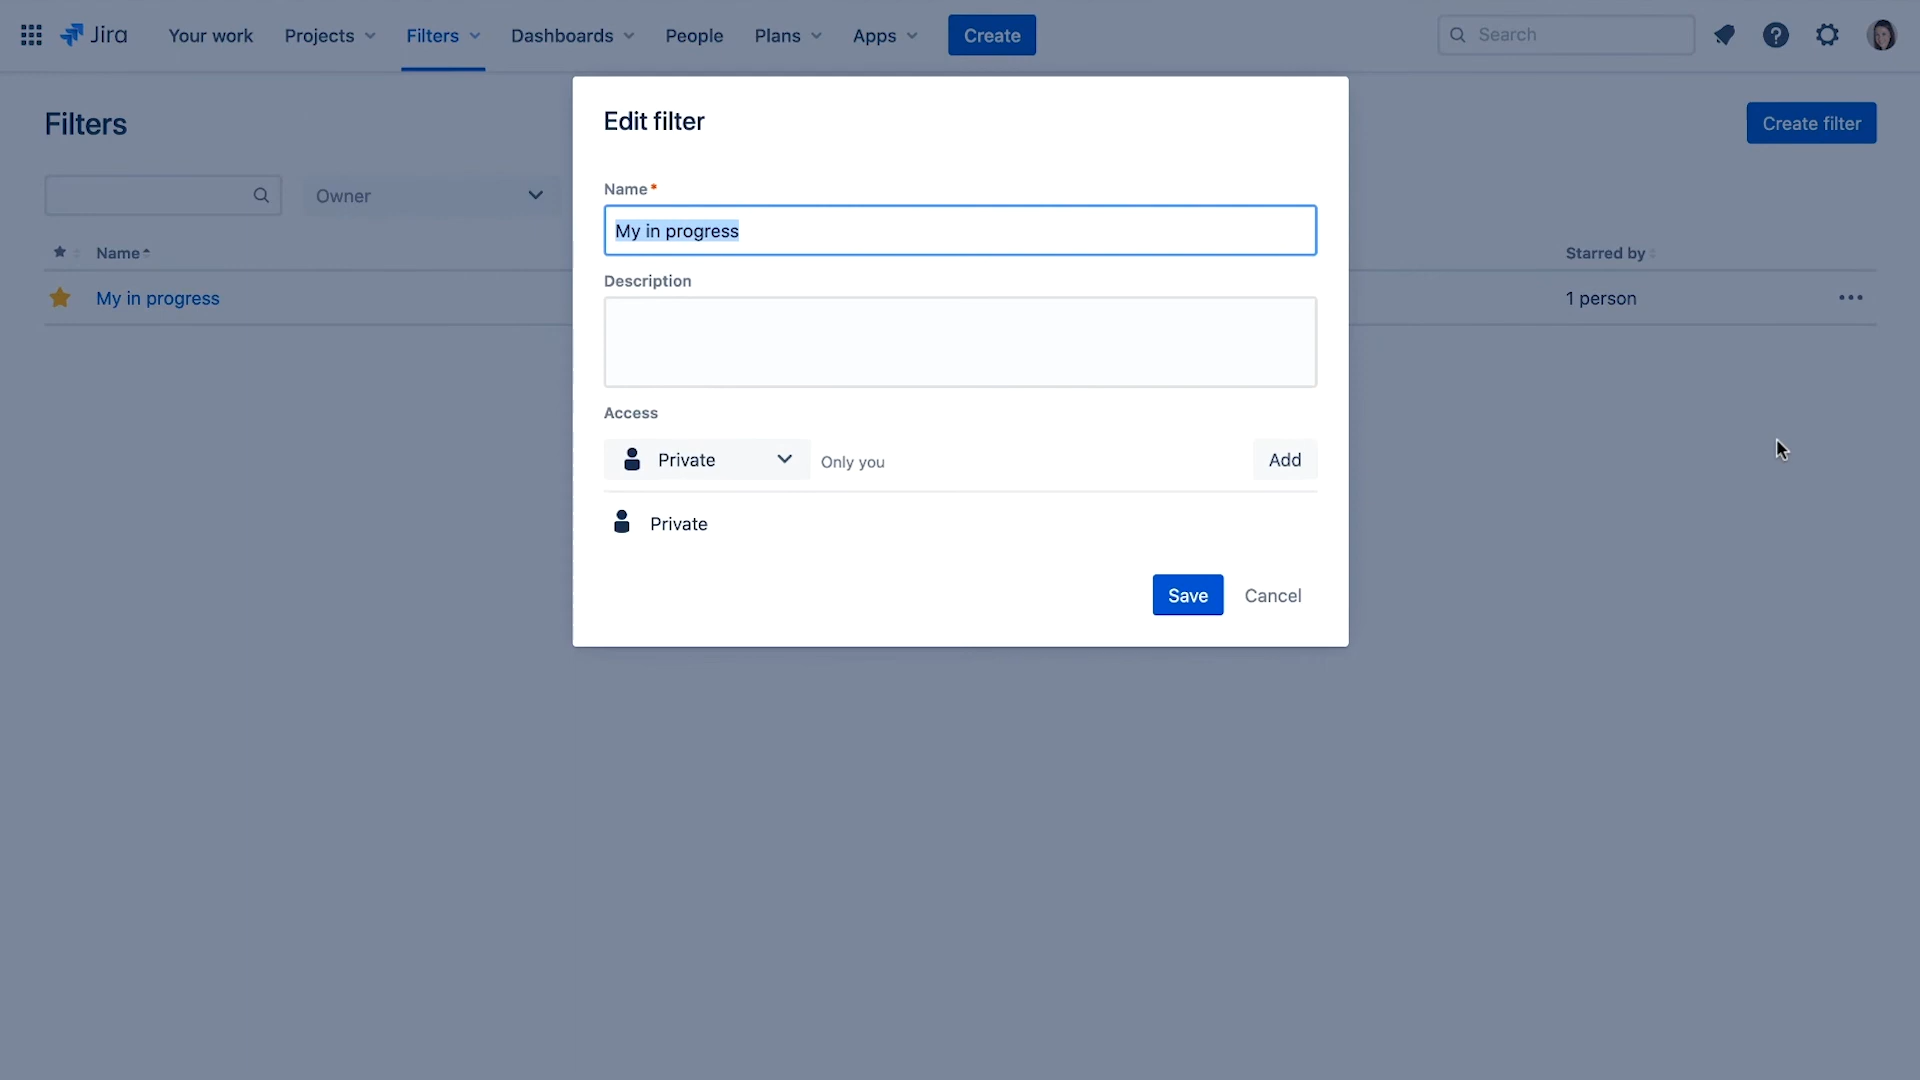 Jira Your work Projects Filters Dashboards People Plans Apps Create Search
Edit filter
Filters Create filter
Name*
Owner
My in progress
Name Starred by
Description
My in progress 1 person
Access
Private Only you Add
Private
Save Cancel